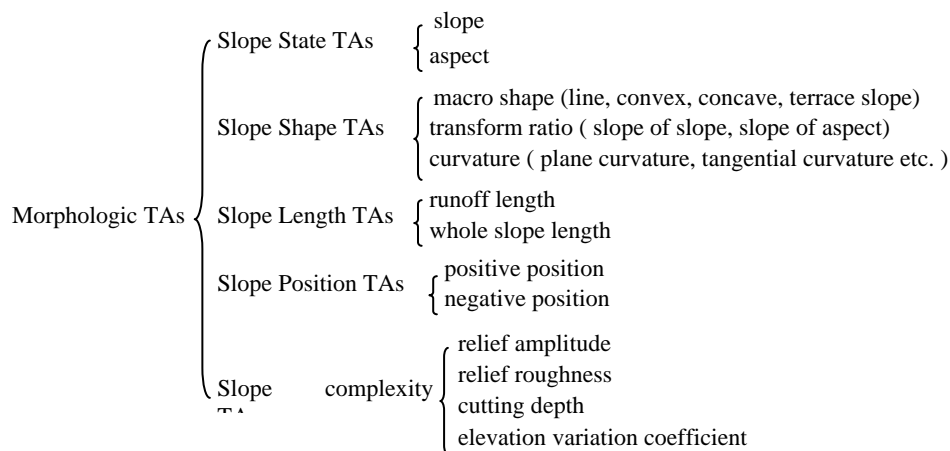 slope
Slope State TAs
aspect
macro shape (line, convex, concave, terrace slope)
Slope Shape TAs
transform ratio ( slope of slope, slope of aspect)
curvature ( plane curvature, tangential curvature etc. )
Morphologic TAs
Slope Length TAs
runoff length
whole slope length
Slope Position TAs
positive position
negative position
relief amplitude
relief roughness
Slope complexity
cutting depth
elevation variation coefficient